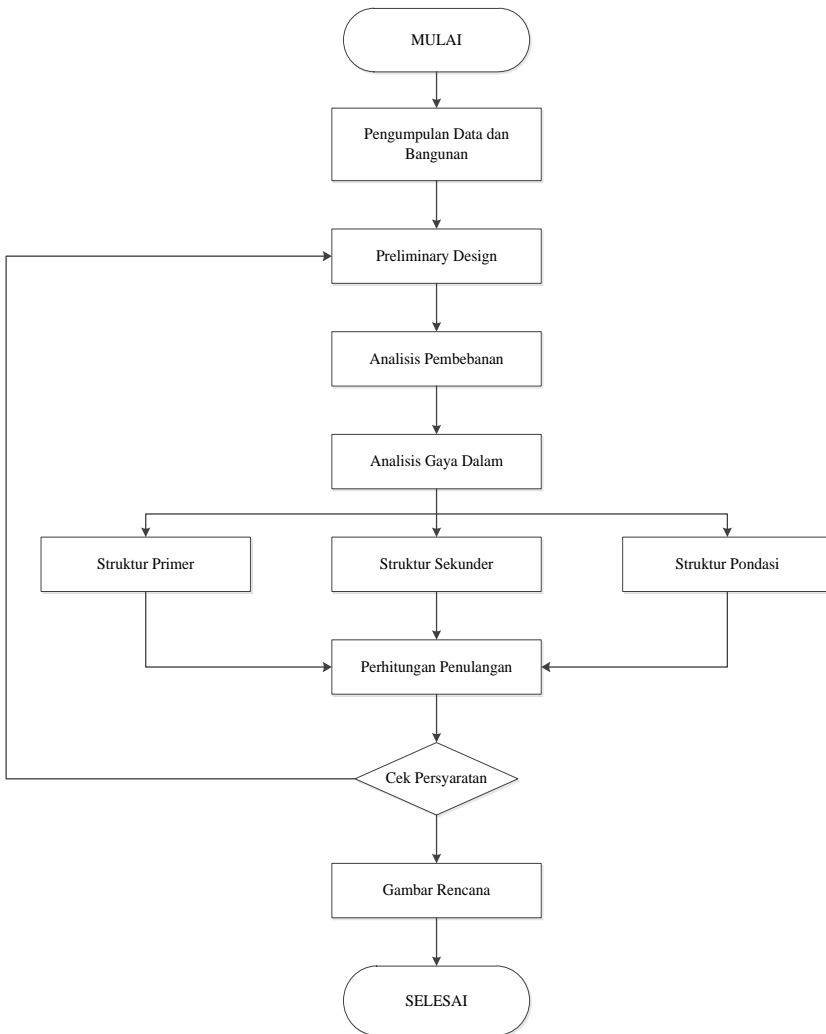 MULAI
Pengumpulan Data dan
Bangunan
Preliminary Design
Analisis Pembebanan
Analisis Gaya Dalam
Struktur Primer
Struktur Sekunder
Struktur Pondasi
Perhitungan Penulangan
Cek Persyaratan
Gambar Rencana
SELESAI